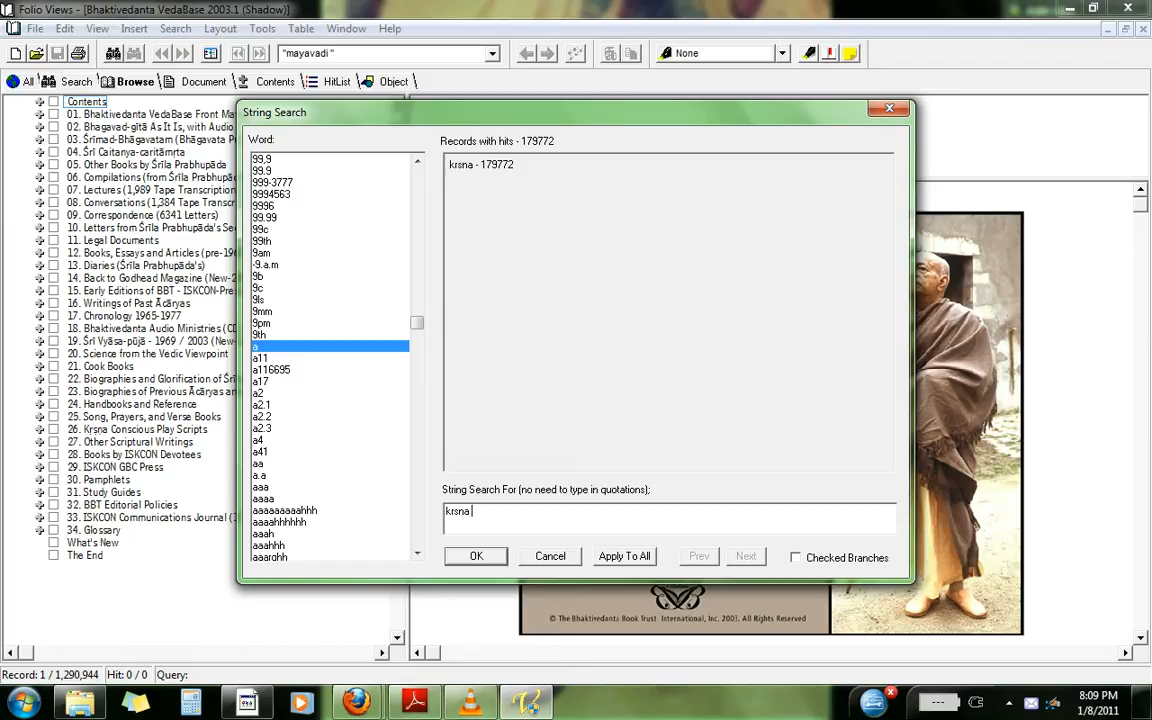 Folio Views - [Bhaktivedanta VedaBase 2003.1 (Shadow)]
File Edit View Insert Search Layout Tools Table Window Help
"mayavadi" None
All Search Browse Document Contents HitList Object
Contents
01. Bhaktivedanta VedaBase Front Ma
02. Bhagavad-gītā As It Is, with Audio
03. Śrīmad-Bhāgavatam (Bhāgavata P
04. Śrī Caitanya-caritāmṛta
05. Other Books by Śrīla Prabhupāda
06. Compilations (from Śrīla Prabhupāda
07. Lectures (1,989 Tape Transcription
08. Conversations (1,384 Tape Transcrip
09. Correspondence (6341 Letters)
10. Letters from Śrīla Prabhupāda's Se
11. Legal Documents
12. Books, Essays and Articles (pre-196
13. Diaries (Śrīla Prabhupāda's)
14. Back to Godhead Magazine (New-2
15. Early Editions of BBT - ISKCON-Pre
16. Writings of Past Ācāryas
17. Chronology 1965-1977
18. Bhaktivedanta Audio Ministries (CD
19. Śrī Vyāsa-pūjā - 1969 / 2003 (New-
20. Science from the Vedic Viewpoint
21. Cook Books
22. Biographies and Glorification of Śrī
23. Biographies of Previous Ācāryas an
24. Handbooks and Reference
25. Song, Prayers, and Verse Books
26. Kṛṣṇa Conscious Play Scripts
27. Other Scriptural Writings
28. Books by ISKCON Devotees
29. ISKCON GBC Press
30. Pamphlets
31. Study Guides
32. BBT Editorial Policies
33. ISKCON Communications Journal (1
34. Glossary
What's New
The End
String Search
Word:
99,9
99.9
999-3777
9994563
9996
99.99
99c
99th
9am
-9.a.m
9b
9c
9ls
9mm
9pm
9th
a
a11
a116695
a17
a2
a2.1
a2.2
a2.3
a4
a41
aa
a.a
aaa
aaaa
aaaaaaaaahhh
aaaahhhhhh
aaah
aaahhh
aaarghh
Records with hits - 179772
krsna - 179772
String Search For (no need to type in quotations);
krsna
OK Cancel Apply To All Prev Next Checked Branches
© The Bhaktivedanta Book Trust International, Inc. 2003. All Rights Reserved
Record: 1 / 1,290,944 Hit: 0 / 0 Query:
8:09 PM
1/8/2011